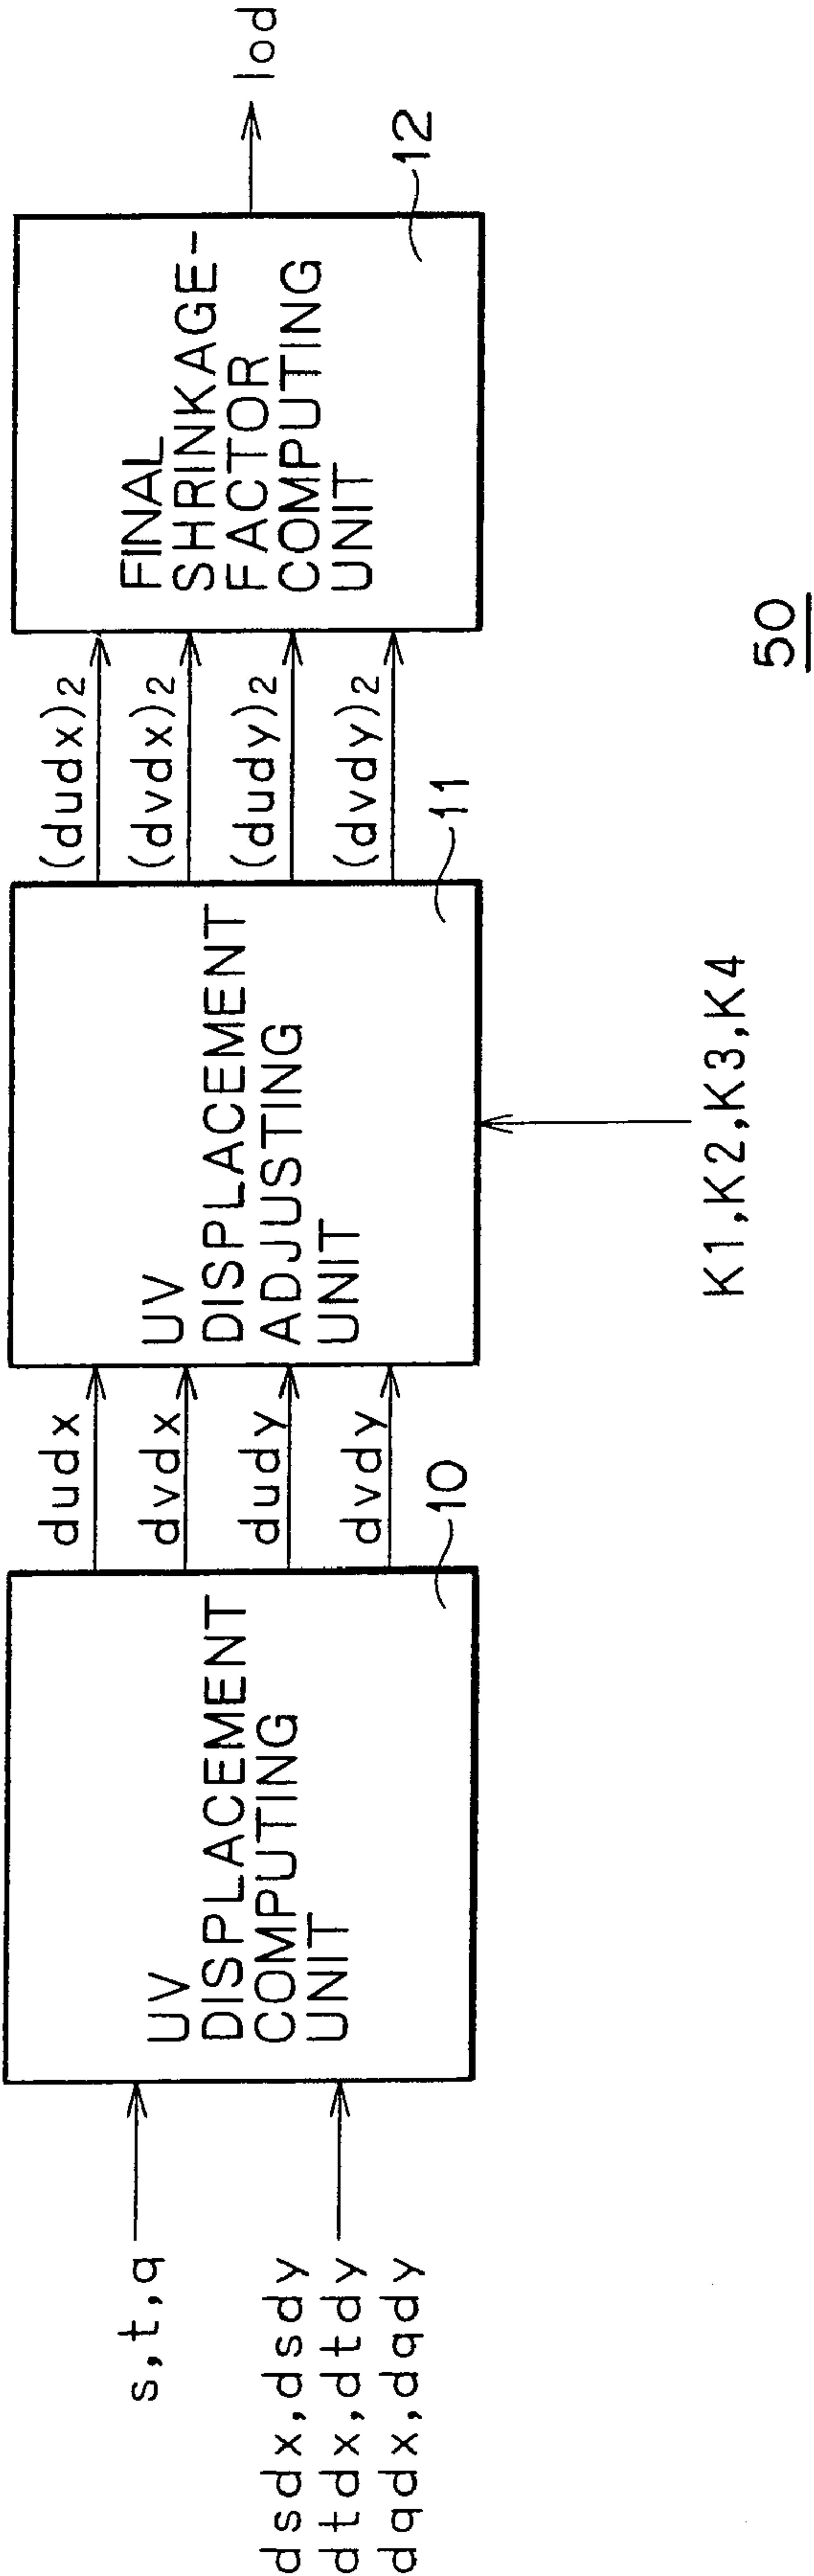 s,t,q
dsdx,dsdy
dtdx,dtdy
dqdx,dqdy
UV
DISPLACEMENT
COMPUTING
UNIT
10
dudx
dvdx
dudy
dvdy
UV
DISPLACEMENT
ADJUSTING
UNIT
11
K1,K2,K3,K4
(dudx)2
(dvdx)2
(dudy)2
(dvdy)2
FINAL
SHRINKAGE-
FACTOR
COMPUTING
UNIT
12
lod
50